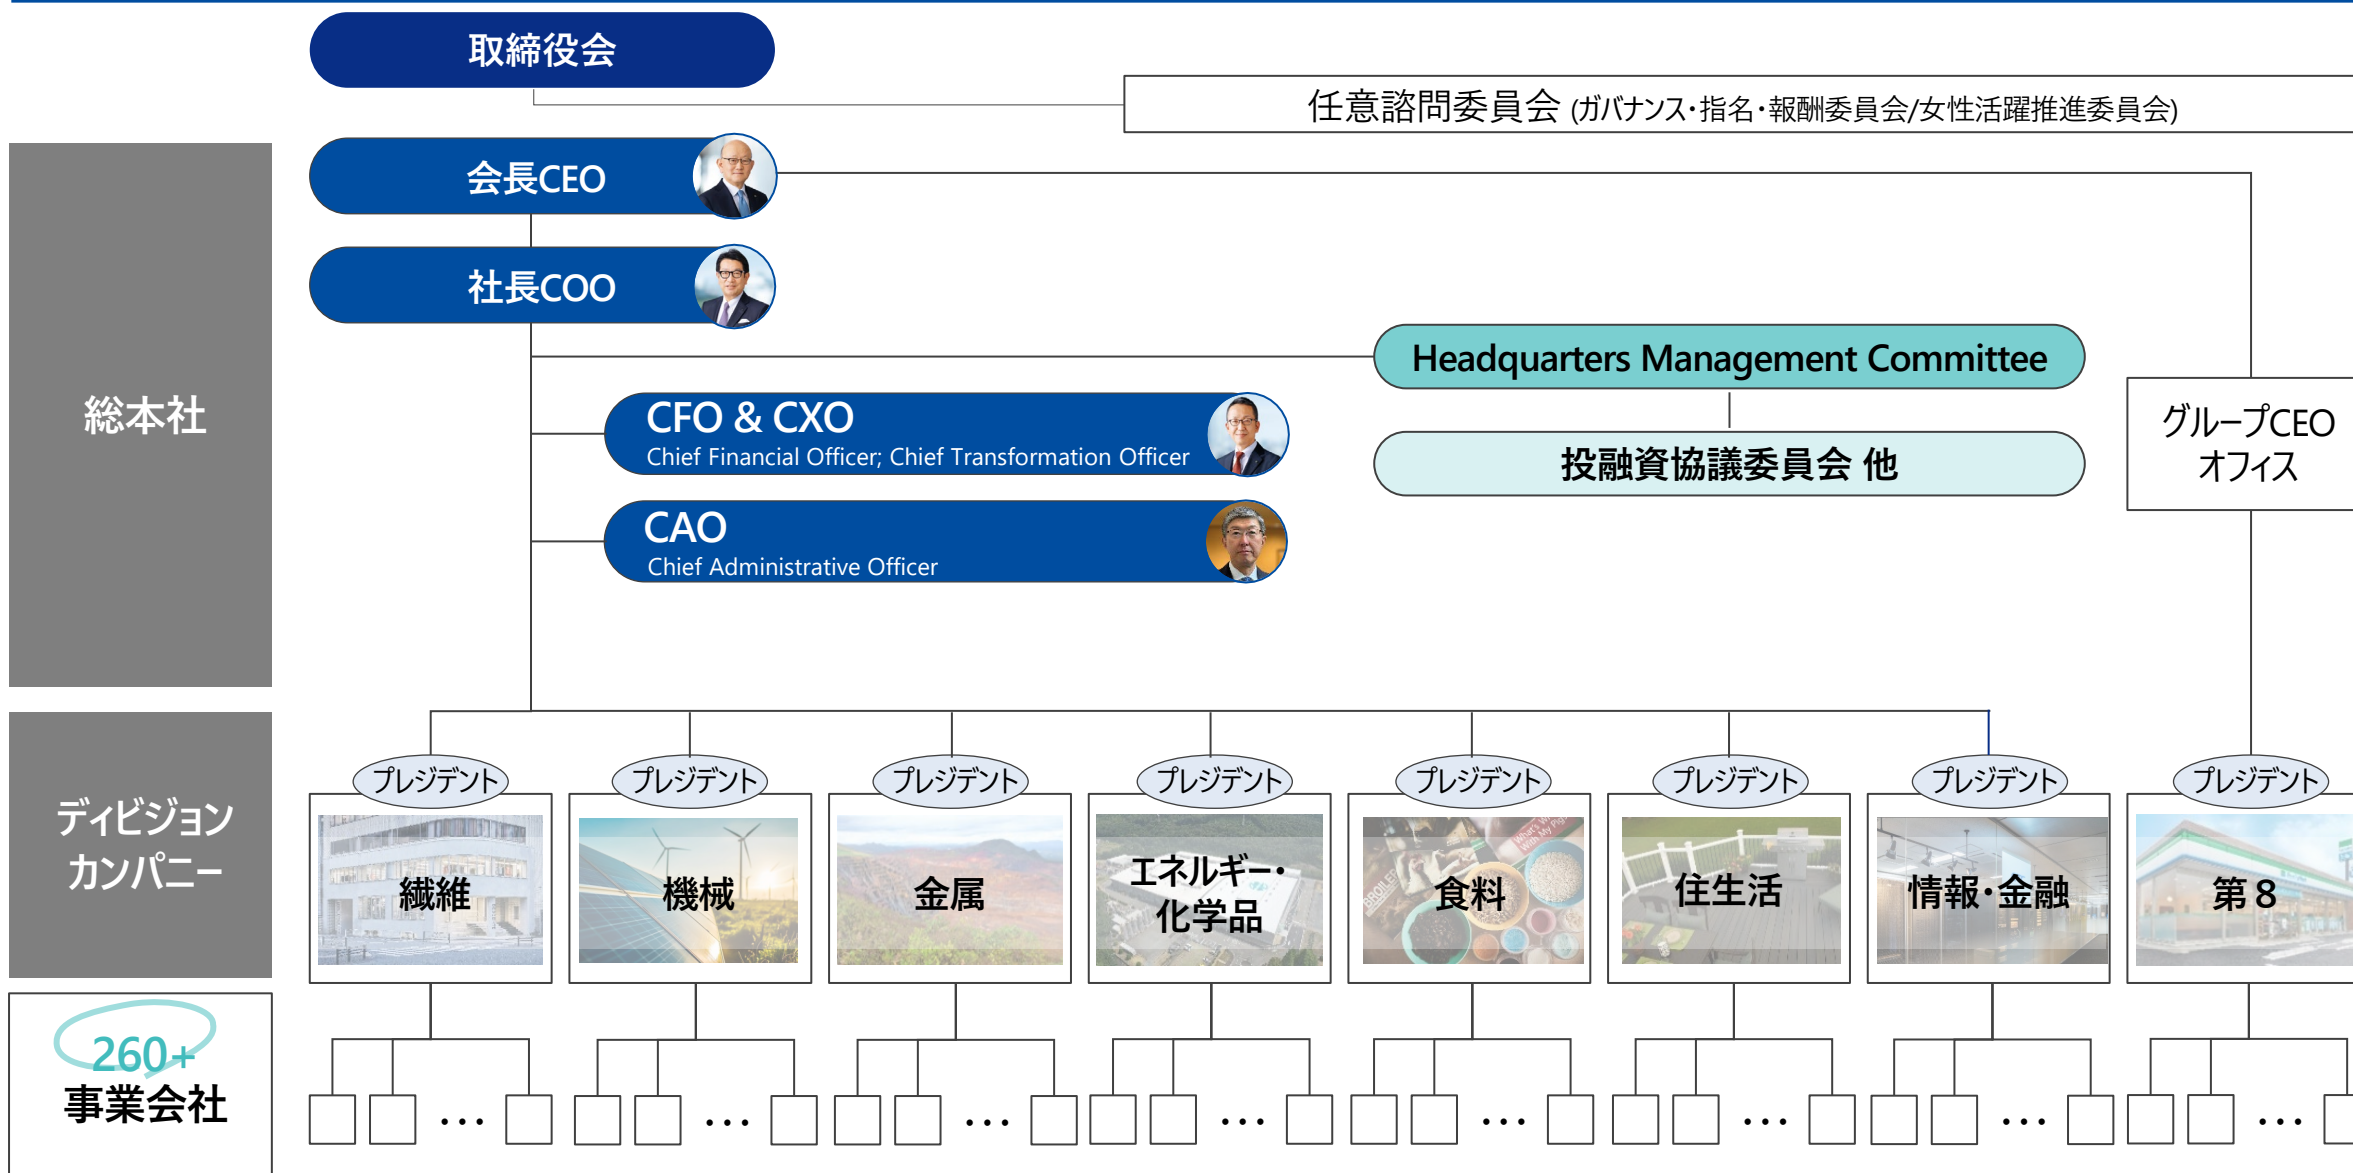 取締役会
任意諮問委員会 (ガバナンス・指名・報酬委員会/女性活躍推進委員会)
会長CEO
社長COO
総本社
Headquarters Management Committee
CFO & CXO
Chief Financial Officer; Chief Transformation Officer
投融資協議委員会 他
グループCEO
オフィス
CAO
Chief Administrative Officer
ディビジョン
カンパニー
プレジデント
プレジデント
プレジデント
プレジデント
プレジデント
プレジデント
プレジデント
プレジデント
繊維
機械
金属
エネルギー・
化学品
食料
住生活
情報・金融
第８
260+
事業会社
…
…
…
…
…
…
…
…